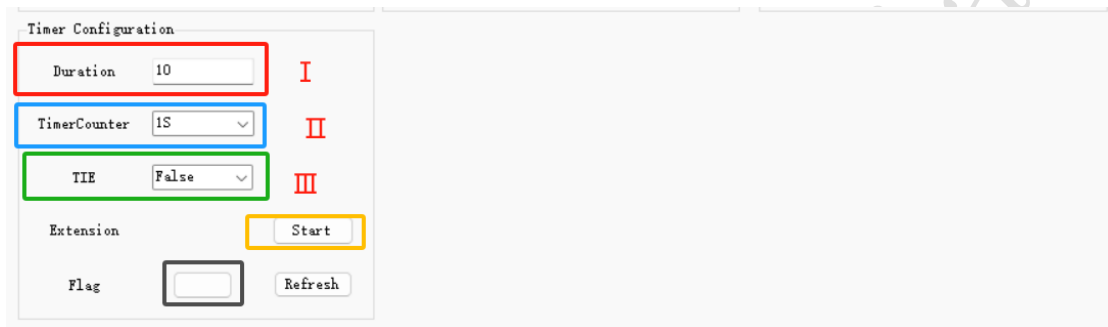 Timer Configuration
Duration 10 I
TimerCounter 1S II
TIE False III
Extension Start
Flag Refresh